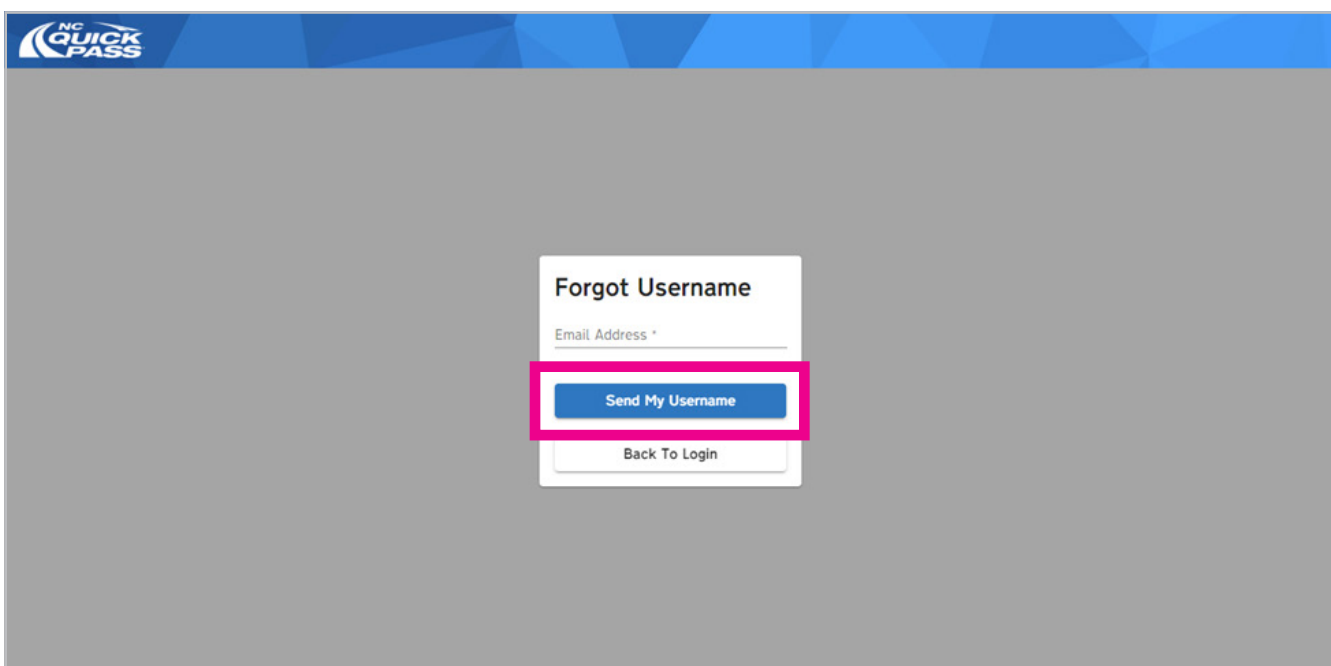 NC
QUICK
PASS
Forgot Username
Email Address *
Send My Username
Back To Login